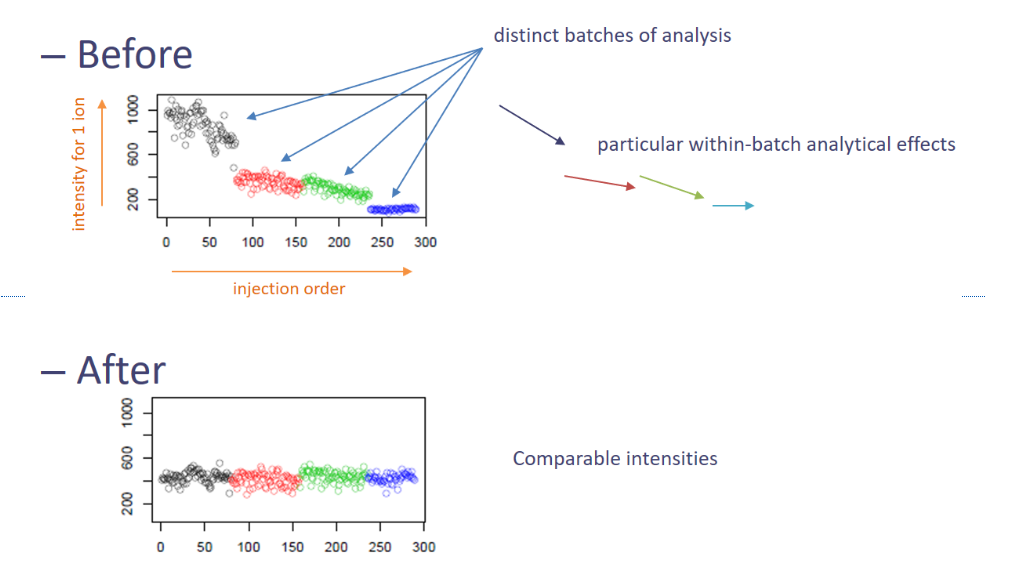 – Before
distinct batches of analysis
particular within-batch analytical effects
intensity for 1 ion
1000
600
200
0 50 100 150 200 250 300
injection order
– After
1000
600
200
0 50 100 150 200 250 300
Comparable intensities